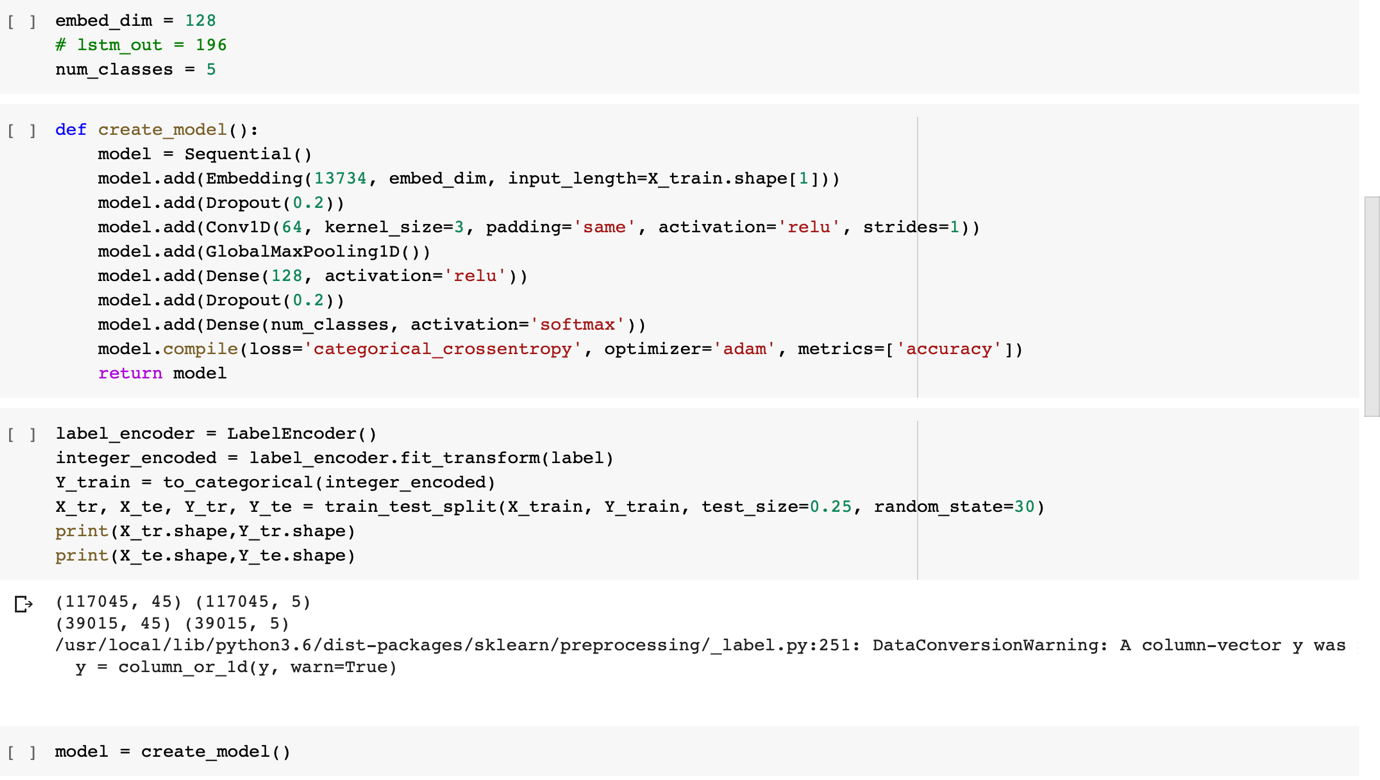 [ ] embed_dim = 128
# lstm_out = 196
num_classes = 5
[ ] def create_model():
model = Sequential()
model.add(Embedding(13734, embed_dim, input_length=X_train.shape[1]))
model.add(Dropout(0.2))
model.add(Conv1D(64, kernel_size=3, padding='same', activation='relu', strides=1))
model.add(GlobalMaxPooling1D())
model.add(Dense(128, activation='relu'))
model.add(Dropout(0.2))
model.add(Dense(num_classes, activation='softmax'))
model.compile(loss='categorical_crossentropy', optimizer='adam', metrics=['accuracy'])
return model
[ ] label_encoder = LabelEncoder()
integer_encoded = label_encoder.fit_transform(label)
Y_train = to_categorical(integer_encoded)
X_tr, X_te, Y_tr, Y_te = train_test_split(X_train, Y_train, test_size=0.25, random_state=30)
print(X_tr.shape,Y_tr.shape)
print(X_te.shape,Y_te.shape)
(117045, 45) (117045, 5)
(39015, 45) (39015, 5)
/usr/local/lib/python3.6/dist-packages/sklearn/preprocessing/_label.py:251: DataConversionWarning: A column-vector y was
y = column_or_1d(y, warn=True)
[ ] model = create_model()